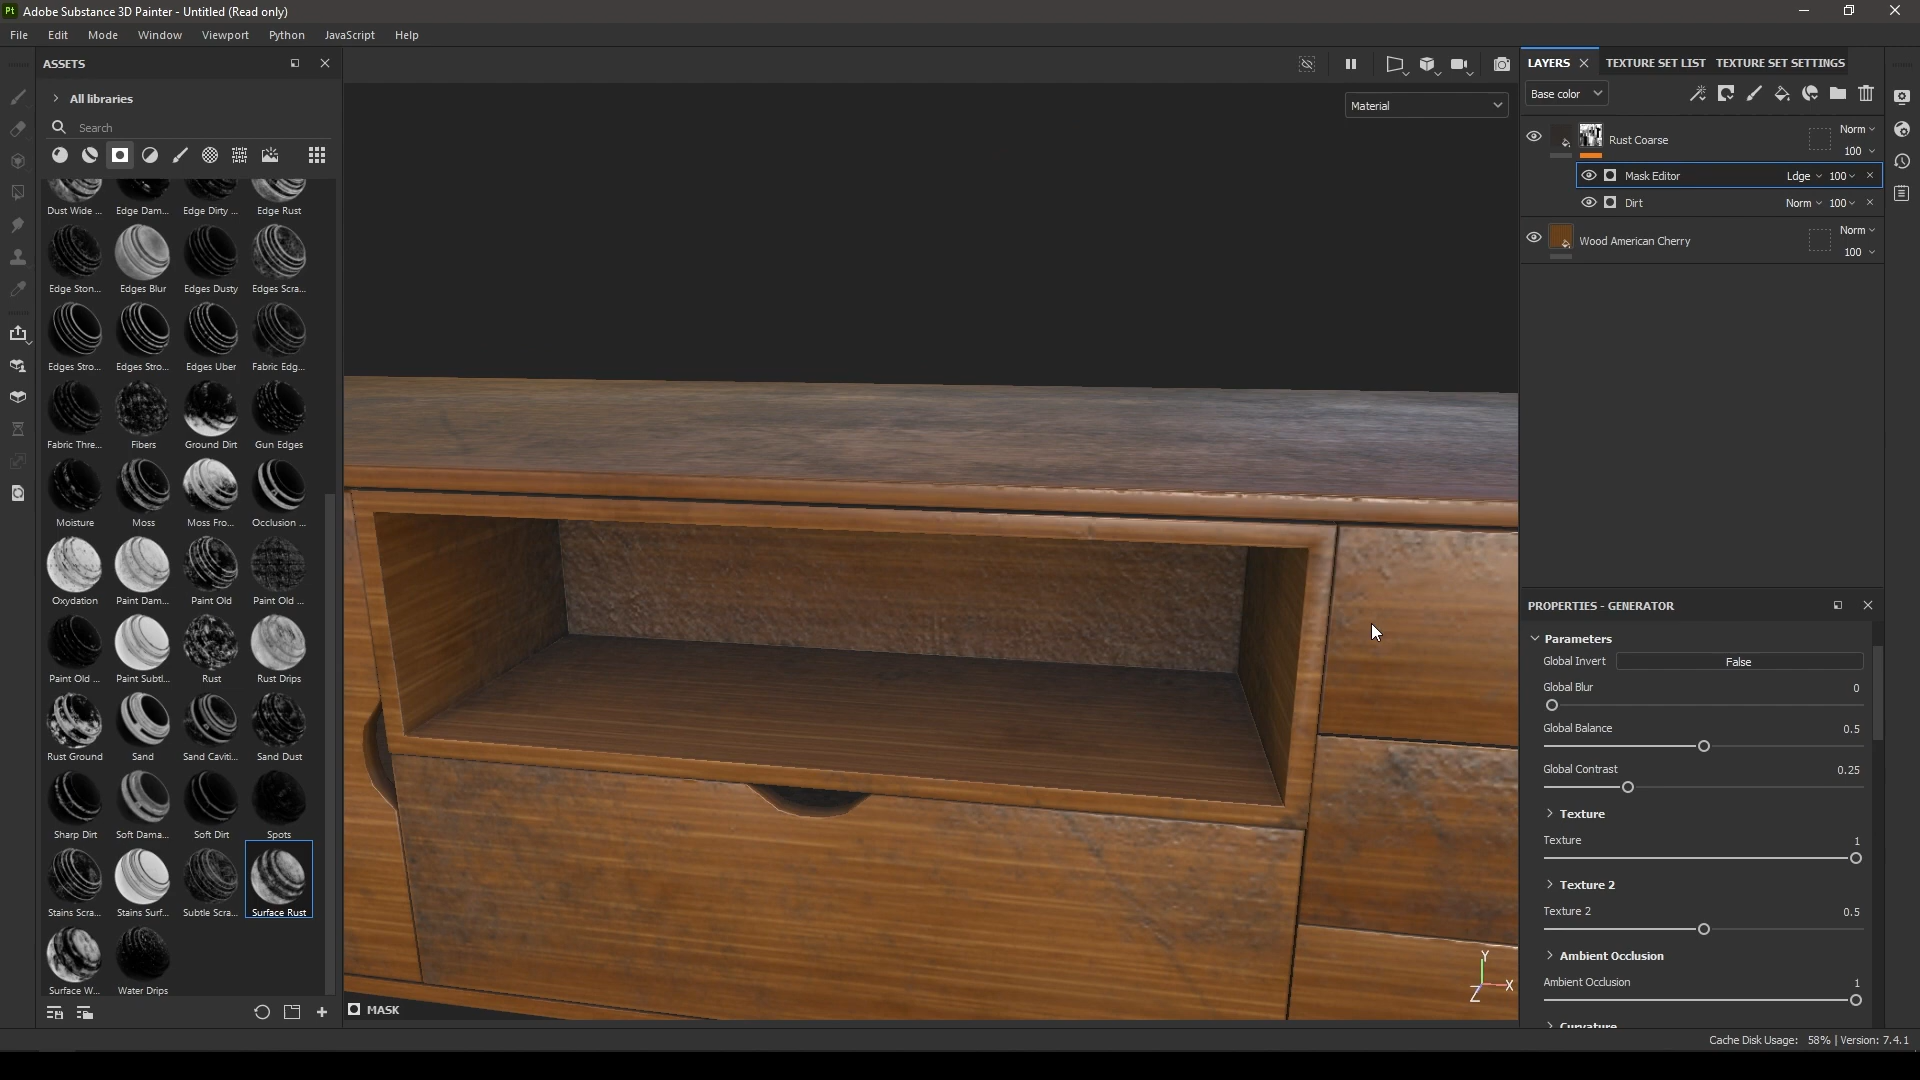 Pt Adobe Substance 3D Painter - Untitled (Read only)
File Edit Mode Window Viewport Python JavaScript Help
ASSETS
All libraries
Search
Dust Wide ... Edge Dam... Edge Dirty ... Edge Rust
Edge Ston... Edges Blur Edges Dusty Edges Scra...
Edges Stro... Edges Stro... Edges Uber Fabric Edg...
Fabric Thre... Fibers Ground Dirt Gun Edges
Moisture Moss Moss Fro... Occlusion ...
Oxydation Paint Dam... Paint Old Paint Old ...
Paint Old ... Paint Subtl... Rust Rust Drips
Rust Ground Sand Sand Caviti... Sand Dust
Sharp Dirt Soft Dama... Soft Dirt Spots
Stains Scra... Stains Surf... Subtle Scra... Surface Rust
Surface W... Water Drips
Material
MASK
Y
X
Z
LAYERS TEXTURE SET LIST TEXTURE SET SETTINGS
Base color
Rust Coarse Norm
100
Mask Editor Ldge 100
Dirt Norm 100
Wood American Cherry Norm
100
PROPERTIES - GENERATOR
Parameters
Global Invert False
Global Blur 0
Global Balance 0.5
Global Contrast 0.25
Texture
Texture 1
Texture 2
Texture 2 0.5
Ambient Occlusion
Ambient Occlusion 1
Curvature
Cache Disk Usage: 58% | Version: 7.4.1